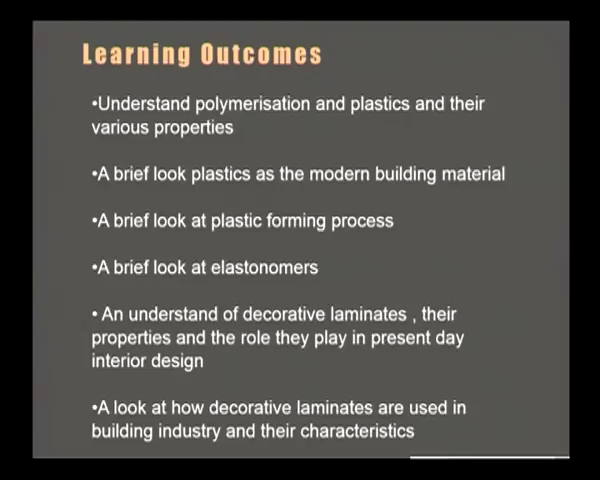 Learning Outcomes
•Understand polymerisation and plastics and their
various properties
•A brief look plastics as the modern building material
•A brief look at plastic forming process
•A brief look at elastonomers
• An understand of decorative laminates , their
properties and the role they play in present day
interior design
•A look at how decorative laminates are used in
building industry and their characteristics